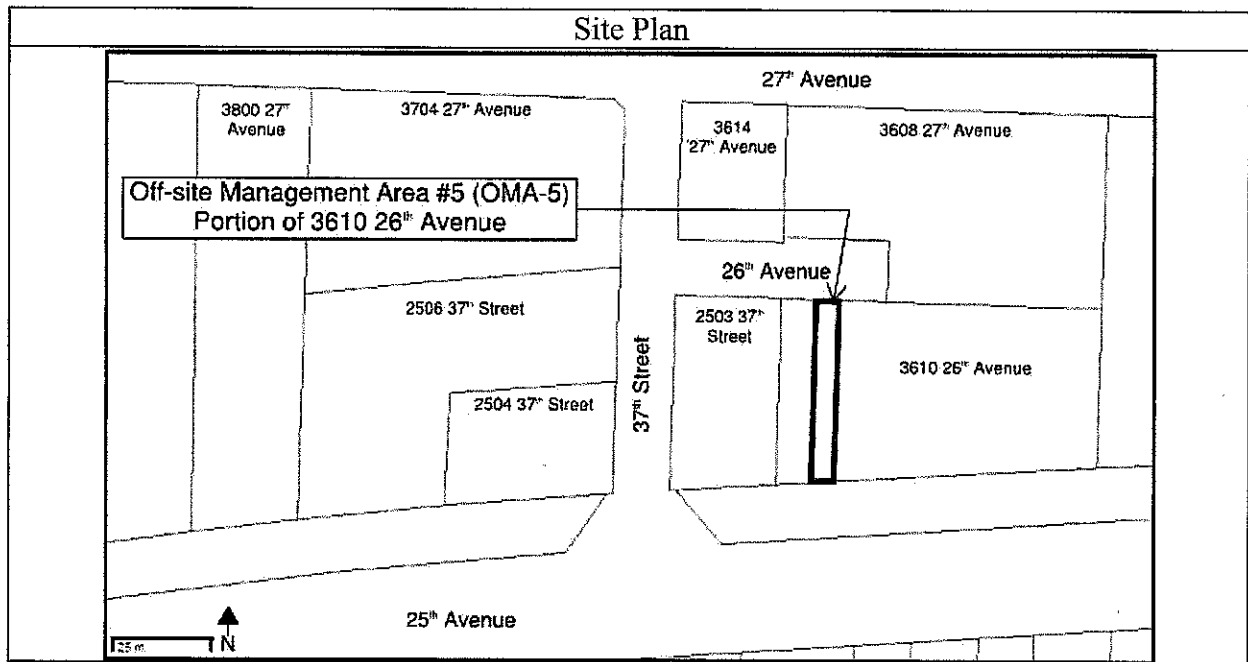 Site Plan
27th Avenue
3800 27th
Avenue
3704 27th Avenue
3614
27th Avenue
3608 27th Avenue
Off-site Management Area #5 (OMA-5)
Portion of 3610 26th Avenue
26th Avenue
2506 37th Street
2503 37th
Street
3610 26th Avenue
37th Street
2504 37th Street
25th Avenue
25 m
N